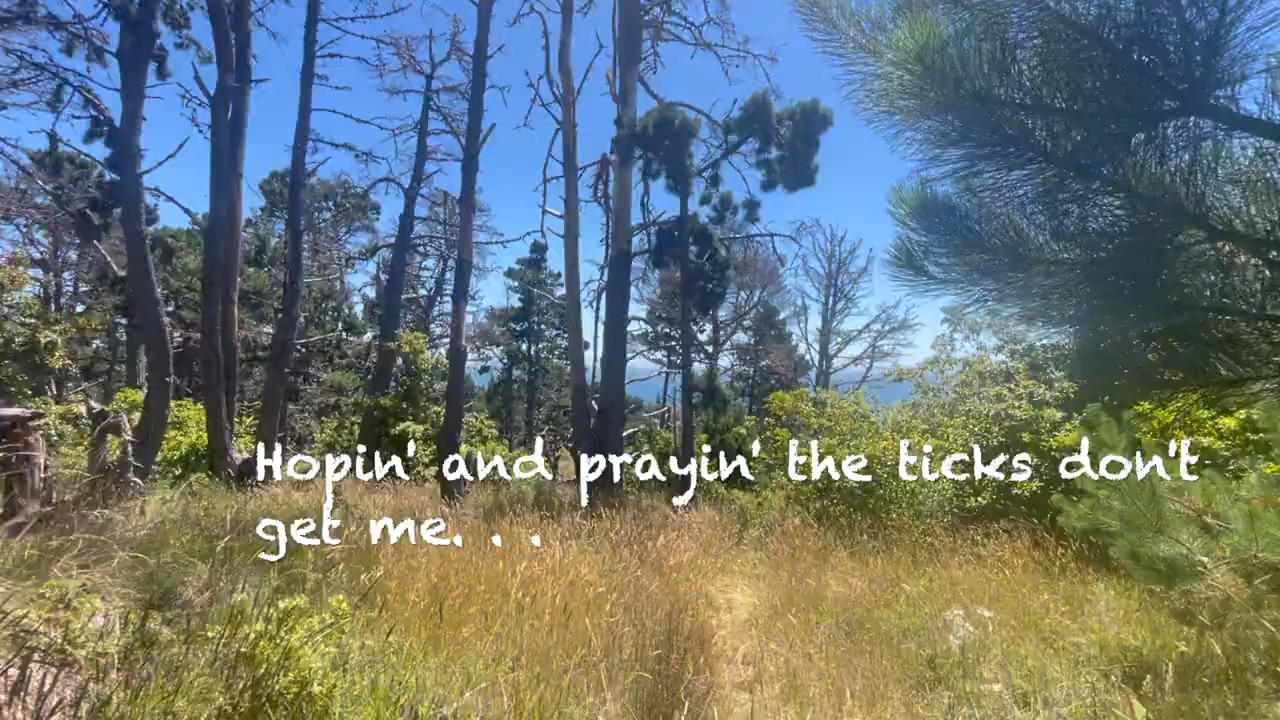 Hopin' and prayin' the ticks don't
get me. . .